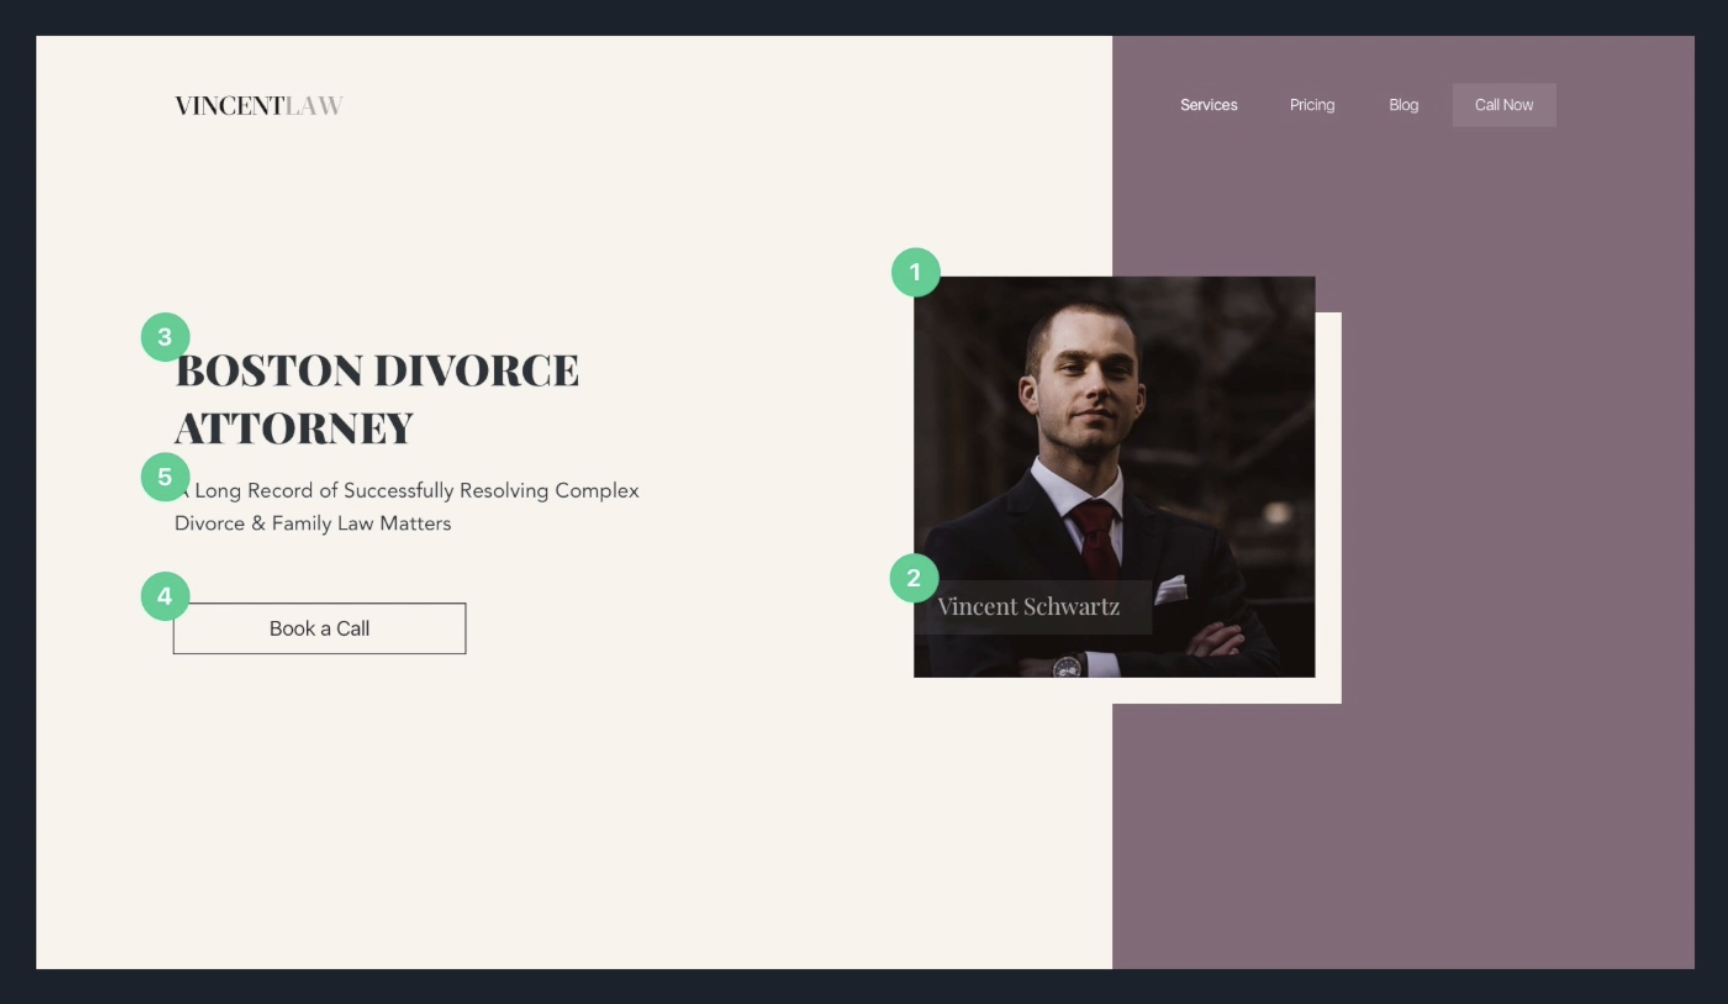 VINCENTLAW
Services
Pricing
Blog
Call Now
1
3
BOSTON DIVORCE
ATTORNEY
5
A Long Record of Successfully Resolving Complex
Divorce & Family Law Matters
2
Vincent Schwartz
4
Book a Call